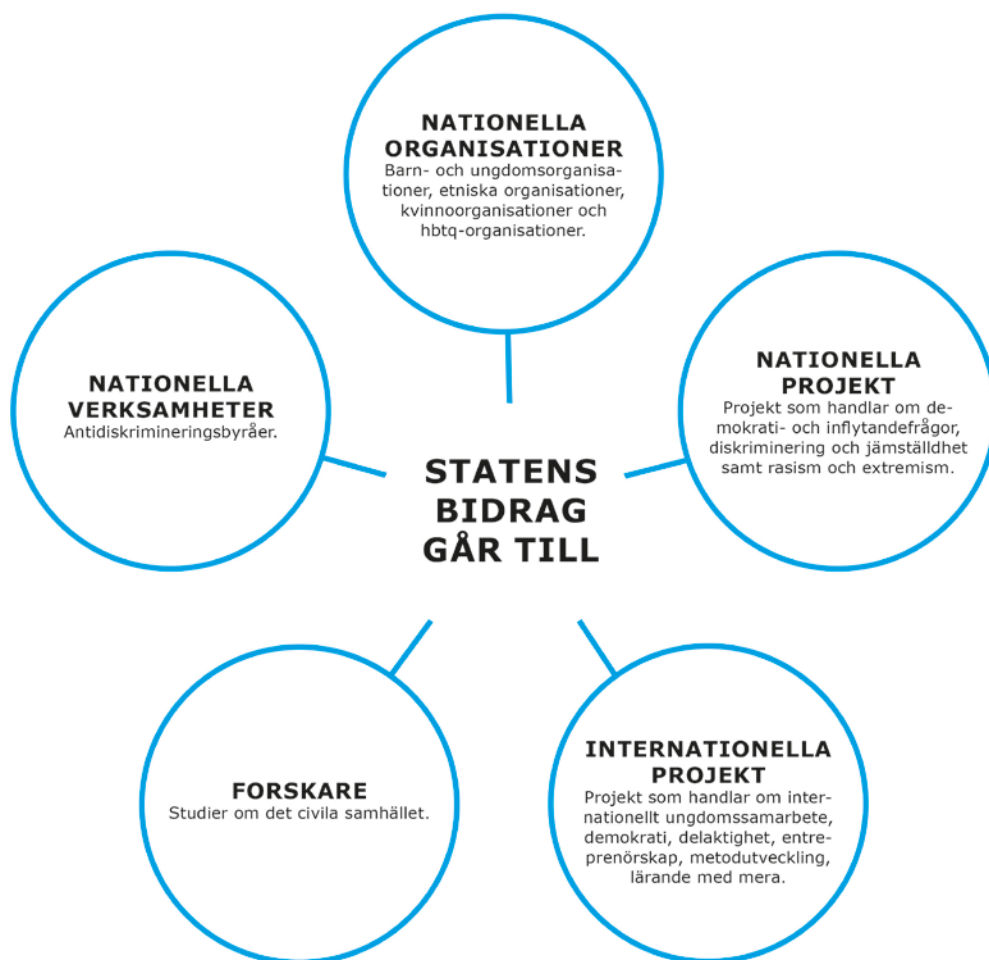 NATIONELLA
ORGANISATIONER
Barn- och ungdomsorganisa-
tioner, etniska organisationer,
kvinnoorganisationer och
hbtq-organisationer.
NATIONELLA
VERKSAMHETER
Antidiskrimineringsbyråer.
NATIONELLA
PROJEKT
Projekt som handlar om de-
mokrati- och inflytandefrågor,
diskriminering och jämställdhet
samt rasism och extremism.
STATENS
BIDRAG
GÅR TILL
FORSKARE
Studier om det civila samhället.
INTERNATIONELLA
PROJEKT
Projekt som handlar om inter-
nationellt ungdomssamarbete,
demokrati, delaktighet, entre-
prenörskap, metodutveckling,
lärande med mera.